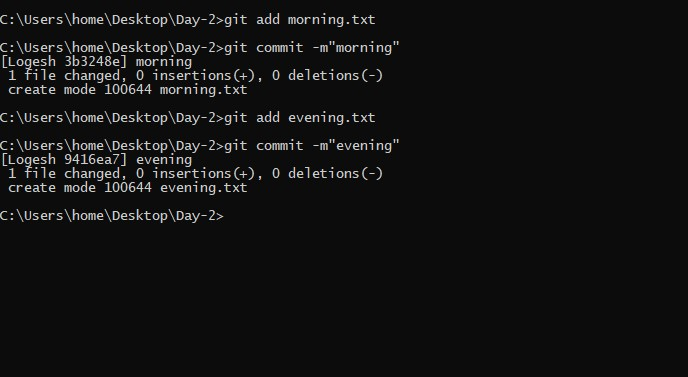 C:\Users\home\Desktop\Day-2>git add morning.txt
C:\Users\home\Desktop\Day-2>git commit -m"morning"
[Logesh 3b3248e] morning
 1 file changed, 0 insertions(+), 0 deletions(-)
 create mode 100644 morning.txt
C:\Users\home\Desktop\Day-2>git add evening.txt
C:\Users\home\Desktop\Day-2>git commit -m"evening"
[Logesh 9416ea7] evening
 1 file changed, 0 insertions(+), 0 deletions(-)
 create mode 100644 evening.txt
C:\Users\home\Desktop\Day-2>